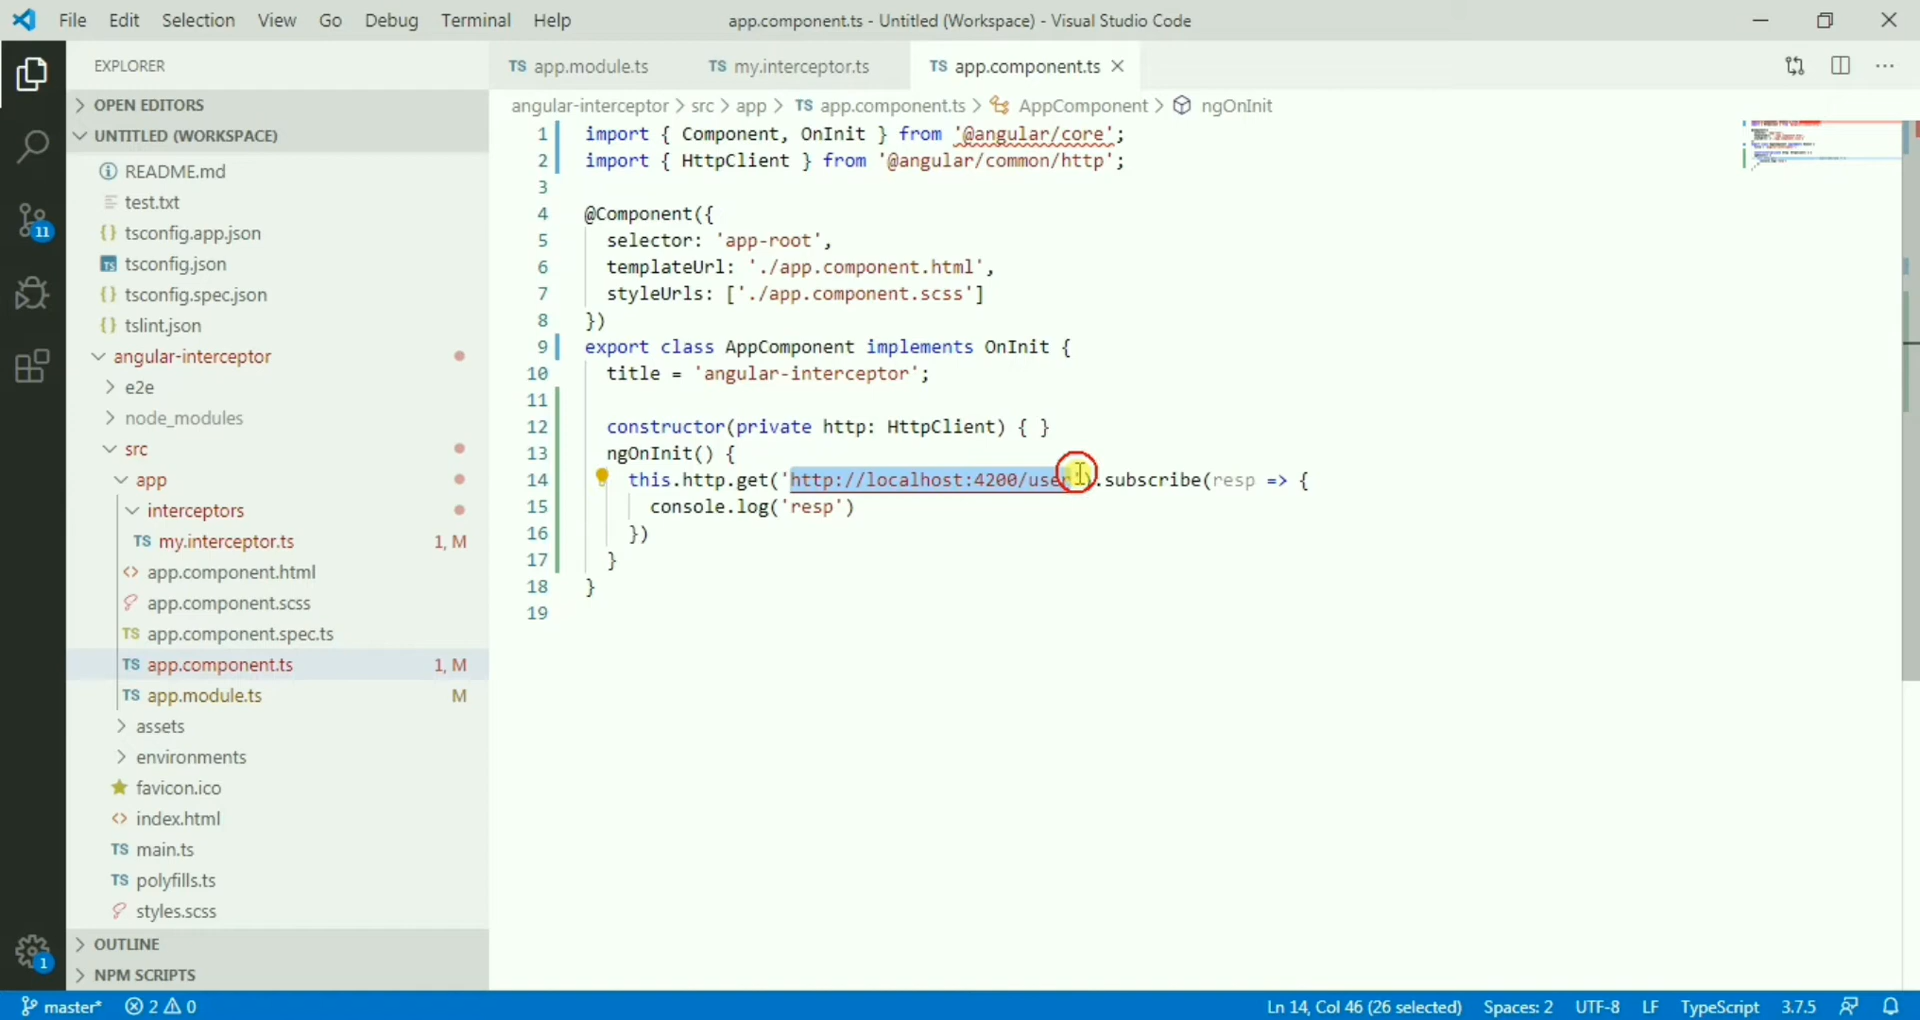 File Edit Selection View Go Debug Terminal Help
app.component.ts - Untitled (Workspace) - Visual Studio Code
EXPLORER
OPEN EDITORS
UNTITLED (WORKSPACE)
README.md
test.txt
tsconfig.app.json
tsconfig.json
tsconfig.spec.json
tslint.json
angular-interceptor
e2e
node_modules
src
app
interceptors
TS my.interceptor.ts 1, M
app.component.html
app.component.scss
TS app.component.spec.ts
TS app.component.ts 1, M
TS app.module.ts M
assets
environments
favicon.ico
index.html
TS main.ts
TS polyfills.ts
styles.scss
OUTLINE
NPM SCRIPTS
11
1
TS app.module.ts TS my.interceptor.ts TS app.component.ts
angular-interceptor > src > app > TS app.component.ts > AppComponent > ngOnInit
1 import { Component, OnInit } from '@angular/core';
2 import { HttpClient } from '@angular/common/http';
3
4 @Component({
5 selector: 'app-root',
6 templateUrl: './app.component.html',
7 styleUrls: ['./app.component.scss']
8 })
9 export class AppComponent implements OnInit {
10 title = 'angular-interceptor';
11
12 constructor(private http: HttpClient) { }
13 ngOnInit() {
14 this.http.get('http://localhost:4200/user').subscribe(resp => {
15 console.log('resp')
16 })
17 }
18 }
19
master* 2 0
Ln 14, Col 46 (26 selected) Spaces: 2 UTF-8 LF TypeScript 3.7.5